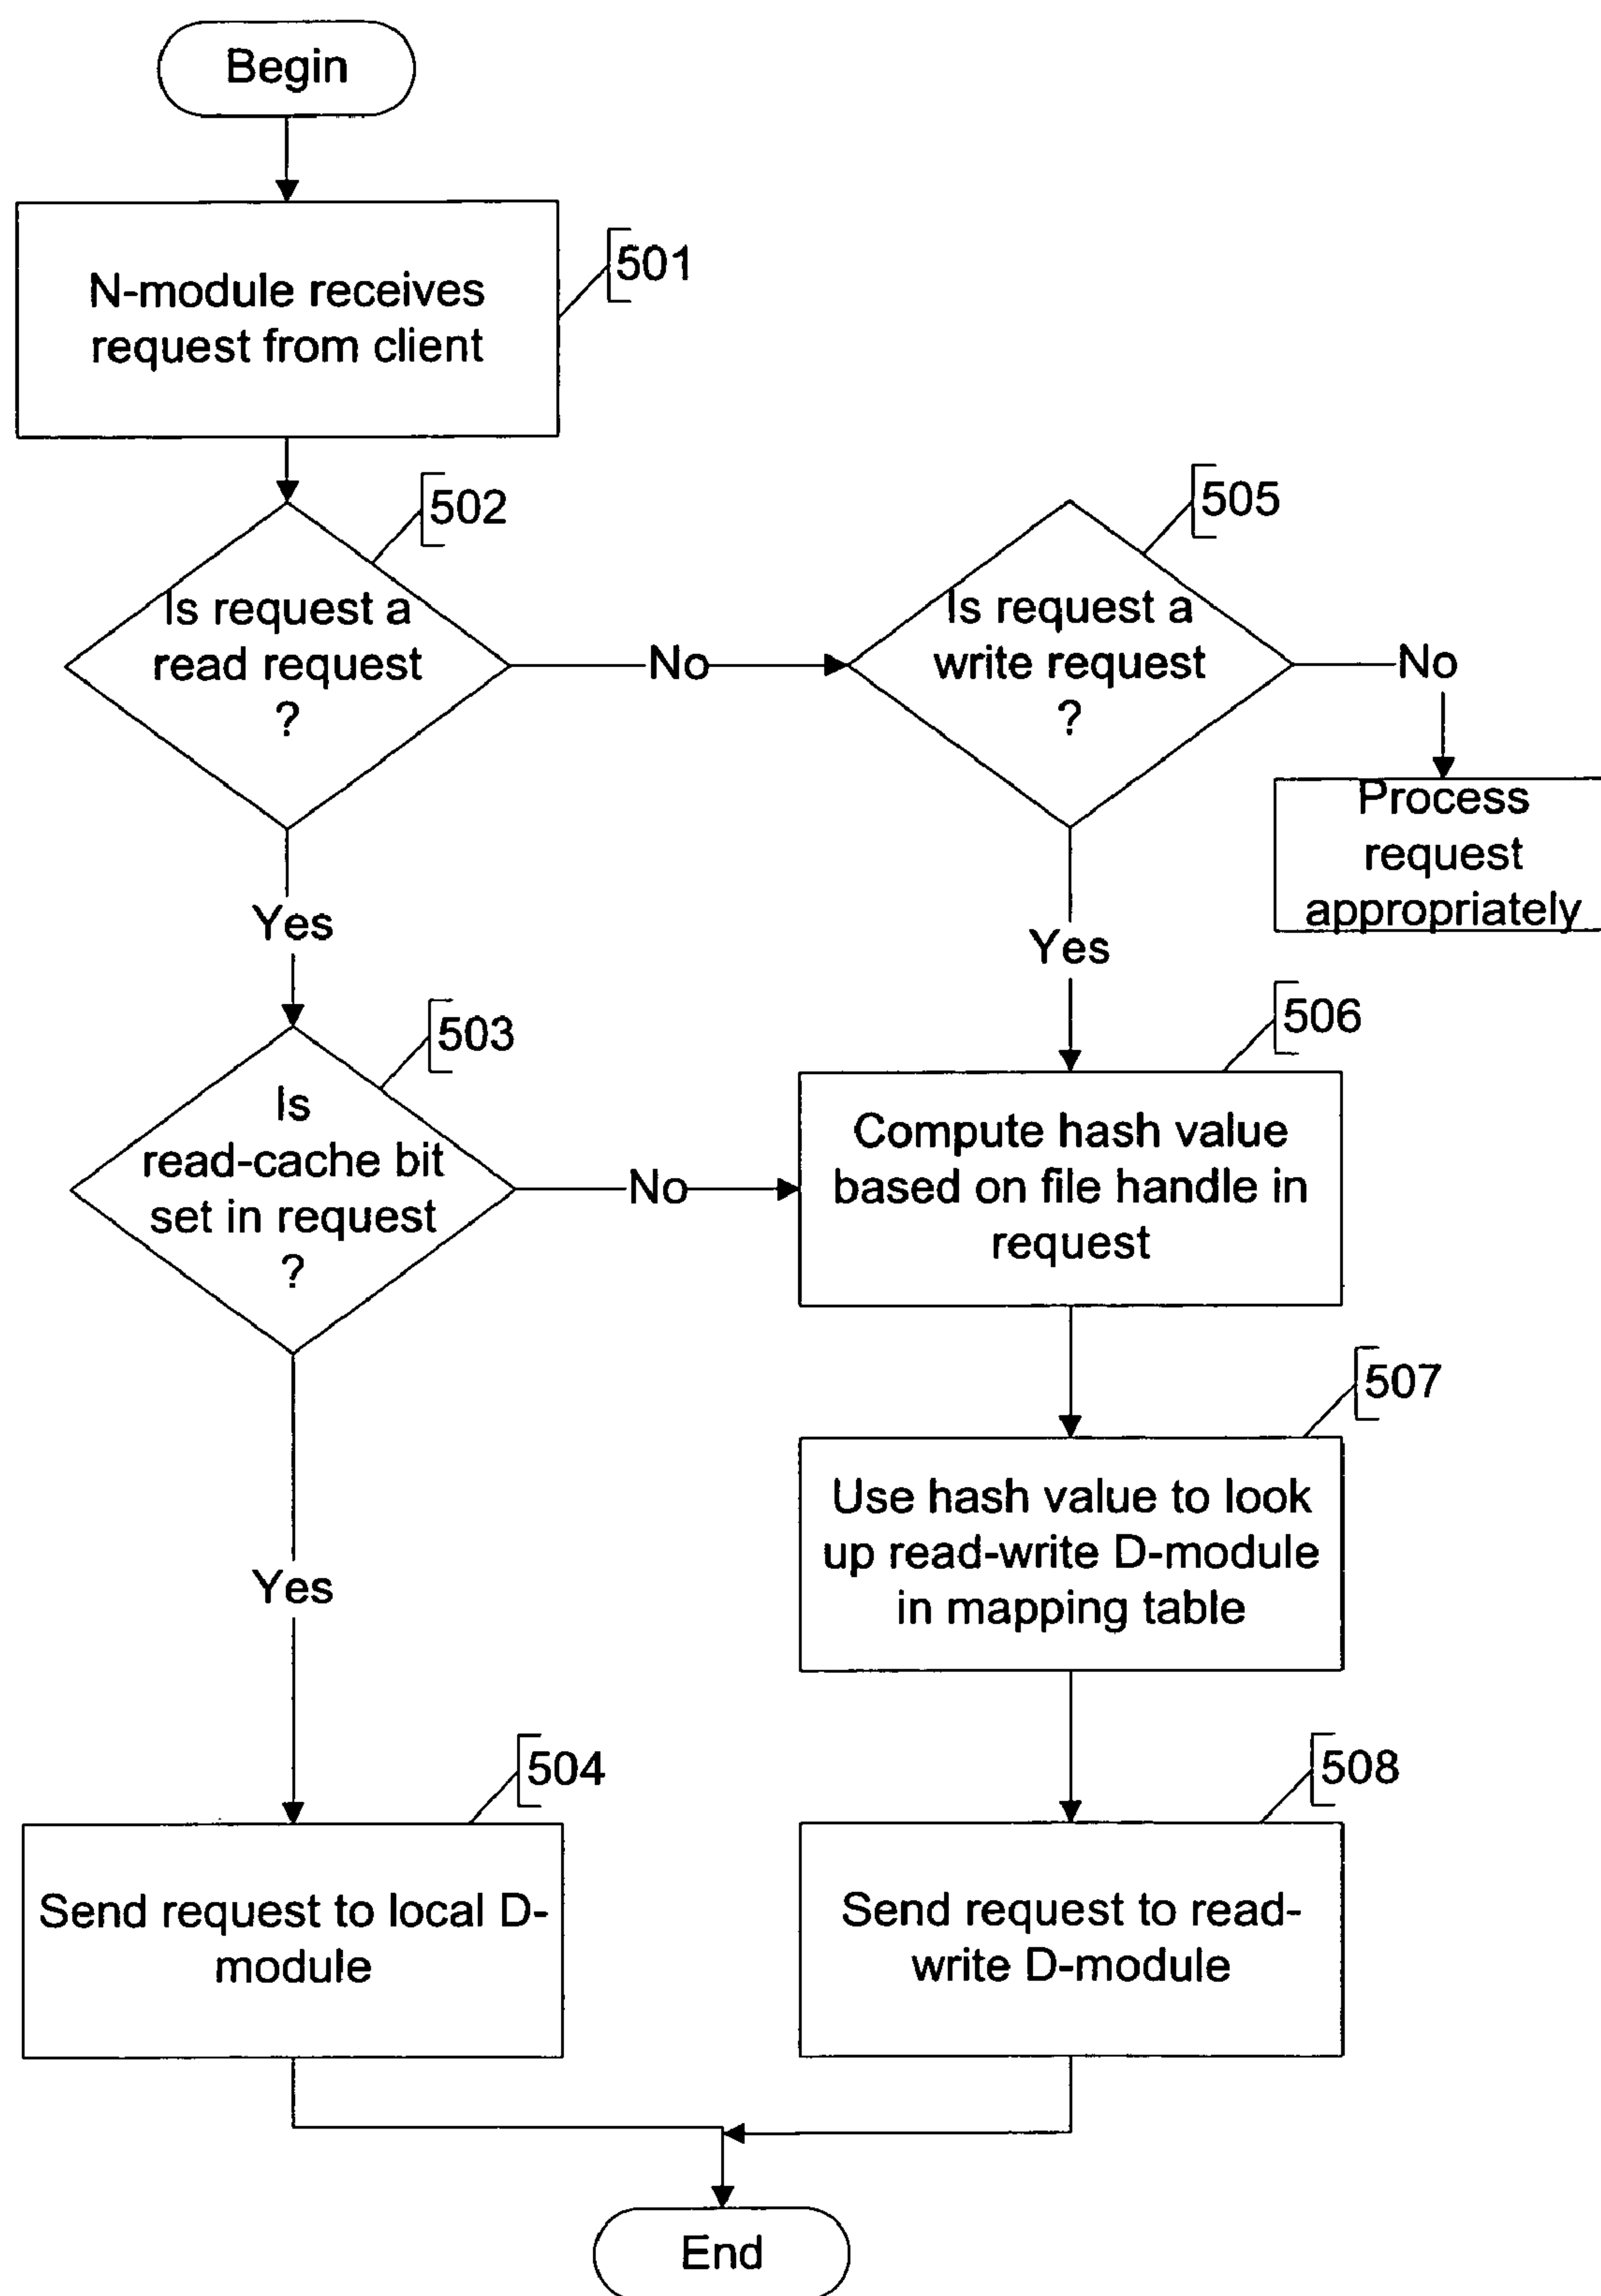 Begin
N-module receives
request from client
501
502
Is request a
read request
?
No
505
Is request a
write request
?
No
Process
request
appropriately
Yes
Yes
503
Is
read-cache bit
set in request
?
No
506
Compute hash value
based on file handle in
request
507
Use hash value to look
up read-write D-module
in mapping table
Yes
504
Send request to local D-
module
508
Send request to read-
write D-module
End